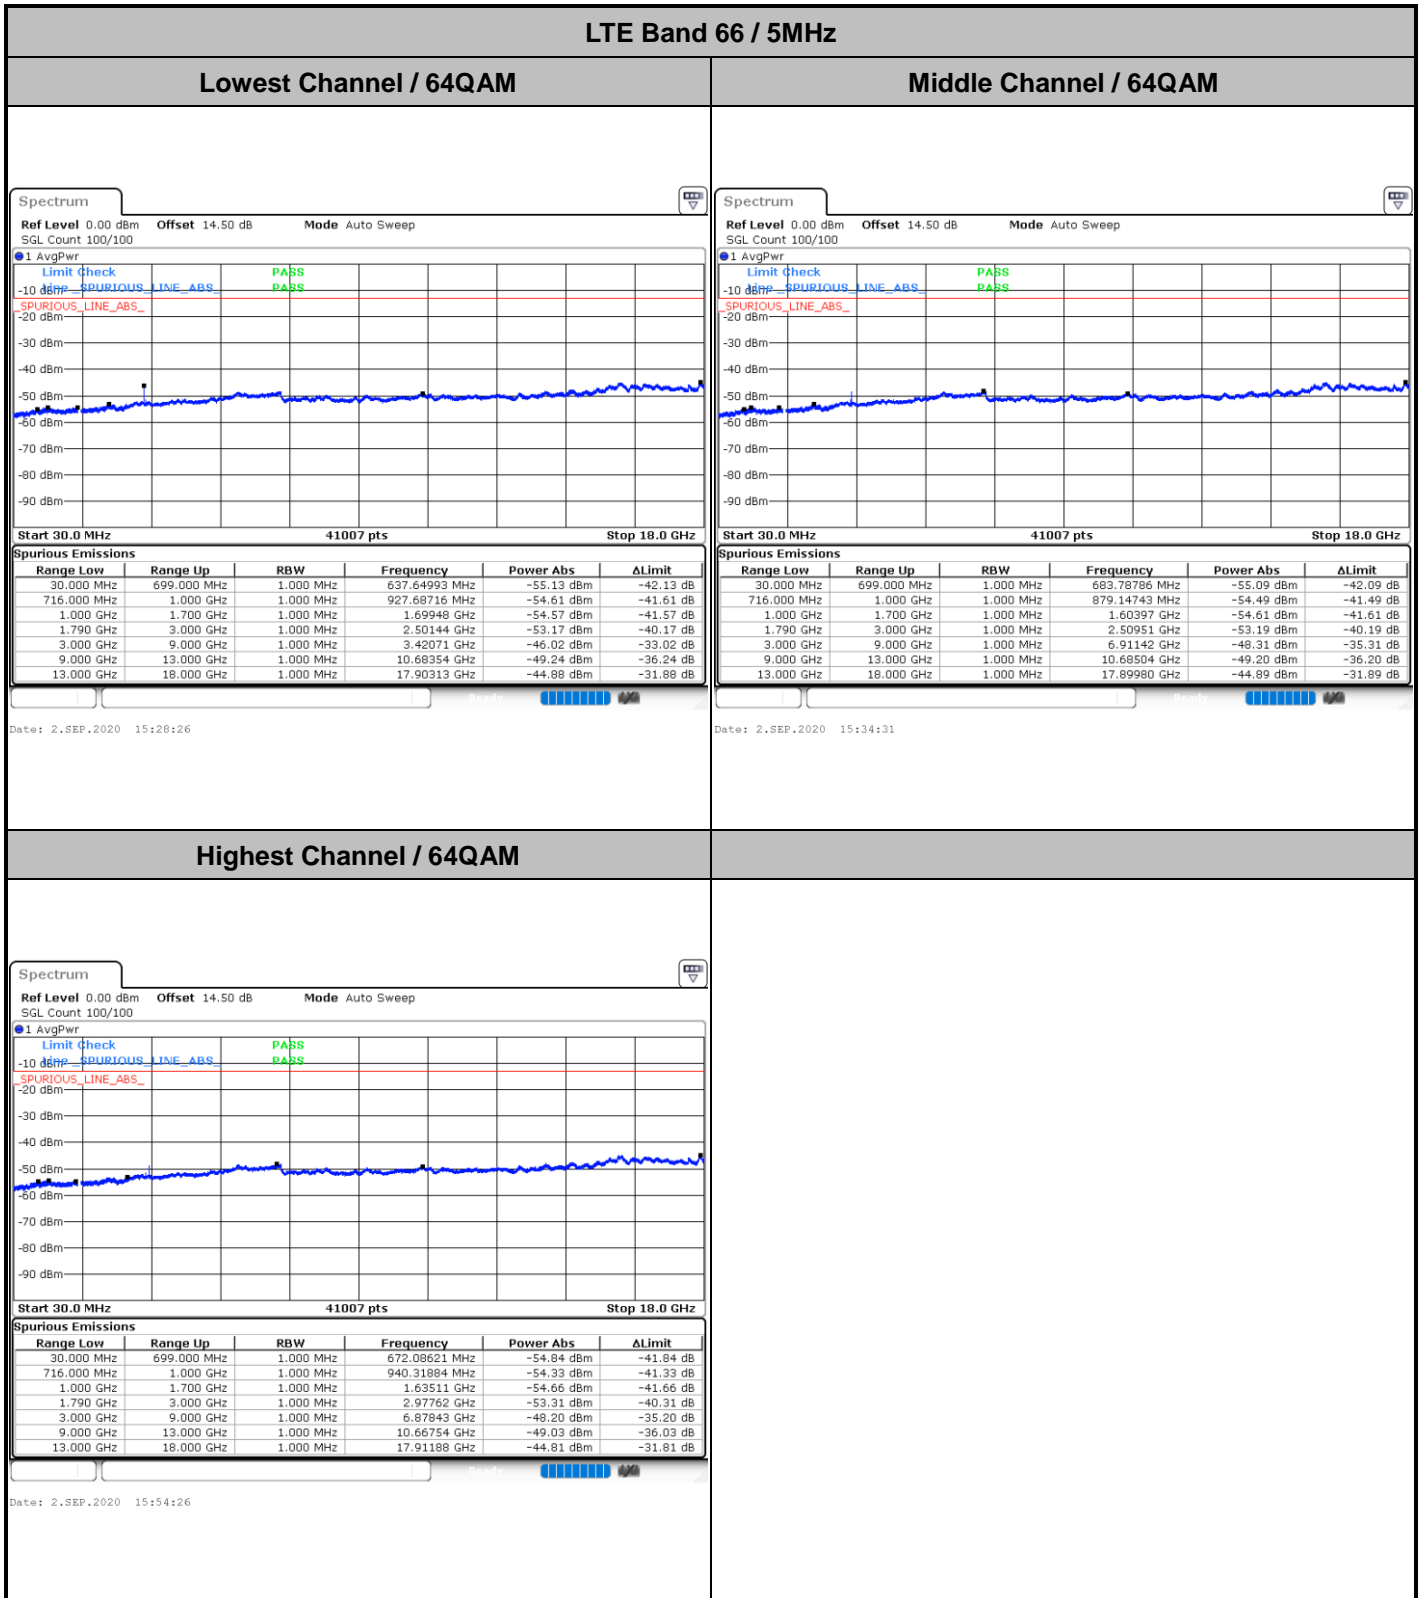 LTE Band 66 / 5MHz
Lowest Channel / 64QAM
Middle Channel / 64QAM
Spectrum
Ref Level 0.00 dBm Offset 14.50 dB Mode Auto Sweep
SGL Count 100/100
1 AvgPwr
Limit Check PASS
Line _SPURIOUS_LINE_ABS_ PASS
-10 dBm
_SPURIOUS_LINE_ABS_
-20 dBm
-30 dBm
-40 dBm
-50 dBm
-60 dBm
-70 dBm
-80 dBm
-90 dBm
Start 30.0 MHz 41007 pts Stop 18.0 GHz
Spurious Emissions
Range Low Range Up RBW Frequency Power Abs ΔLimit
30.000 MHz 699.000 MHz 1.000 MHz 637.64993 MHz -55.13 dBm -42.13 dB
716.000 MHz 1.000 GHz 1.000 MHz 927.68716 MHz -54.61 dBm -41.61 dB
1.000 GHz 1.700 GHz 1.000 MHz 1.69948 GHz -54.57 dBm -41.57 dB
1.790 GHz 3.000 GHz 1.000 MHz 2.50144 GHz -53.17 dBm -40.17 dB
3.000 GHz 9.000 GHz 1.000 MHz 3.42071 GHz -46.02 dBm -33.02 dB
9.000 GHz 13.000 GHz 1.000 MHz 10.68354 GHz -49.24 dBm -36.24 dB
13.000 GHz 18.000 GHz 1.000 MHz 17.90313 GHz -44.88 dBm -31.88 dB
Date: 2.SEP.2020 15:28:26
Spectrum
Ref Level 0.00 dBm Offset 14.50 dB Mode Auto Sweep
SGL Count 100/100
1 AvgPwr
Limit Check PASS
Line _SPURIOUS_LINE_ABS_ PASS
-10 dBm
_SPURIOUS_LINE_ABS_
-20 dBm
-30 dBm
-40 dBm
-50 dBm
-60 dBm
-70 dBm
-80 dBm
-90 dBm
Start 30.0 MHz 41007 pts Stop 18.0 GHz
Spurious Emissions
Range Low Range Up RBW Frequency Power Abs ΔLimit
30.000 MHz 699.000 MHz 1.000 MHz 683.78786 MHz -55.09 dBm -42.09 dB
716.000 MHz 1.000 GHz 1.000 MHz 879.14743 MHz -54.49 dBm -41.49 dB
1.000 GHz 1.700 GHz 1.000 MHz 1.60397 GHz -54.61 dBm -41.61 dB
1.790 GHz 3.000 GHz 1.000 MHz 2.50951 GHz -53.19 dBm -40.19 dB
3.000 GHz 9.000 GHz 1.000 MHz 6.91142 GHz -48.31 dBm -35.31 dB
9.000 GHz 13.000 GHz 1.000 MHz 10.68504 GHz -49.20 dBm -36.20 dB
13.000 GHz 18.000 GHz 1.000 MHz 17.89980 GHz -44.89 dBm -31.89 dB
Date: 2.SEP.2020 15:34:31
Highest Channel / 64QAM
Spectrum
Ref Level 0.00 dBm Offset 14.50 dB Mode Auto Sweep
SGL Count 100/100
1 AvgPwr
Limit Check PASS
Line _SPURIOUS_LINE_ABS_ PASS
-10 dBm
_SPURIOUS_LINE_ABS_
-20 dBm
-30 dBm
-40 dBm
-50 dBm
-60 dBm
-70 dBm
-80 dBm
-90 dBm
Start 30.0 MHz 41007 pts Stop 18.0 GHz
Spurious Emissions
Range Low Range Up RBW Frequency Power Abs ΔLimit
30.000 MHz 699.000 MHz 1.000 MHz 672.08621 MHz -54.84 dBm -41.84 dB
716.000 MHz 1.000 GHz 1.000 MHz 940.31884 MHz -54.33 dBm -41.33 dB
1.000 GHz 1.700 GHz 1.000 MHz 1.63511 GHz -54.66 dBm -41.66 dB
1.790 GHz 3.000 GHz 1.000 MHz 2.97762 GHz -53.31 dBm -40.31 dB
3.000 GHz 9.000 GHz 1.000 MHz 6.87843 GHz -48.20 dBm -35.20 dB
9.000 GHz 13.000 GHz 1.000 MHz 10.66754 GHz -49.03 dBm -36.03 dB
13.000 GHz 18.000 GHz 1.000 MHz 17.91188 GHz -44.81 dBm -31.81 dB
Date: 2.SEP.2020 15:54:26